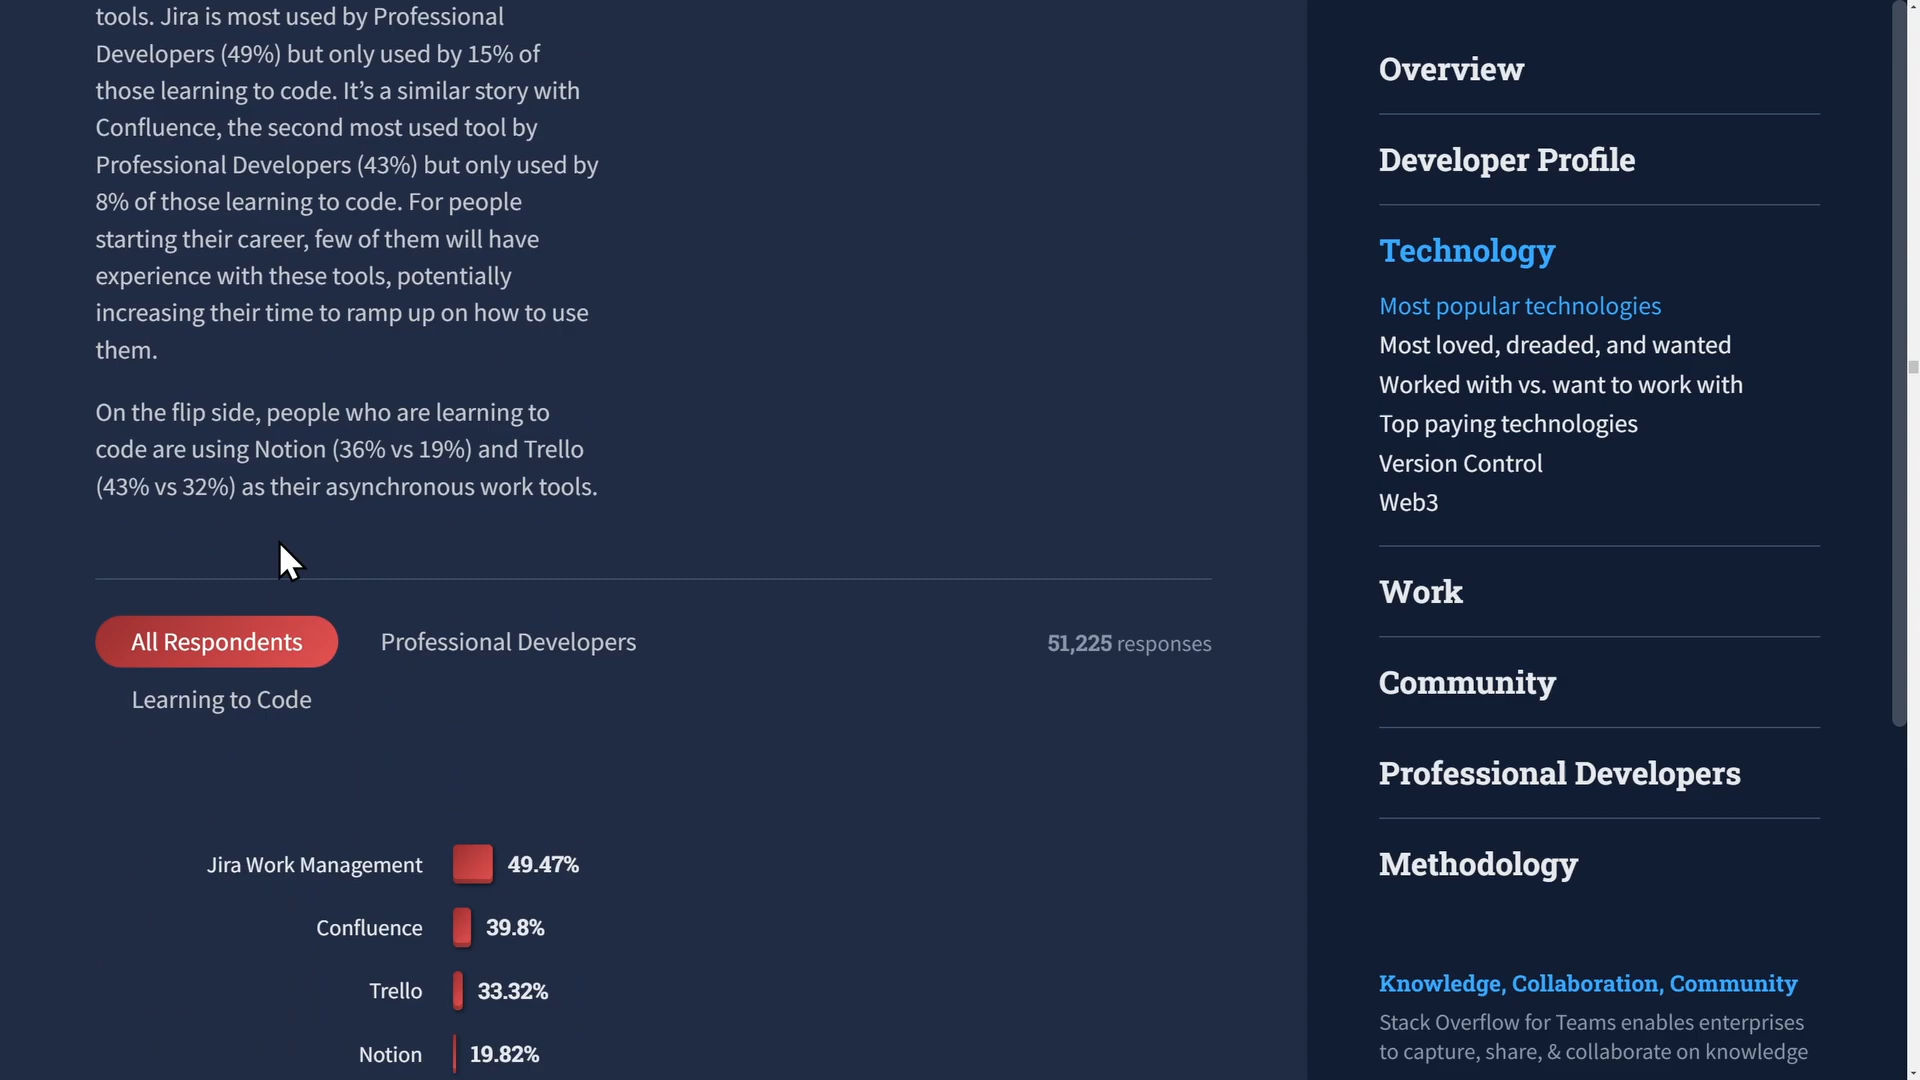 tools. Jira is most used by Professional
Developers (49%) but only used by 15% of
those learning to code. It’s a similar story with
Confluence, the second most used tool by
Professional Developers (43%) but only used by
8% of those learning to code. For people
starting their career, few of them will have
experience with these tools, potentially
increasing their time to ramp up on how to use
them.
On the flip side, people who are learning to
code are using Notion (36% vs 19%) and Trello
(43% vs 32%) as their asynchronous work tools.
All Respondents
Professional Developers
51,225 responses
Learning to Code
Jira Work Management 49.47%
Confluence 39.8%
Trello 33.32%
Notion 19.82%
Overview
Developer Profile
Technology
Most popular technologies
Most loved, dreaded, and wanted
Worked with vs. want to work with
Top paying technologies
Version Control
Web3
Work
Community
Professional Developers
Methodology
Knowledge, Collaboration, Community
Stack Overflow for Teams enables enterprises
to capture, share, & collaborate on knowledge